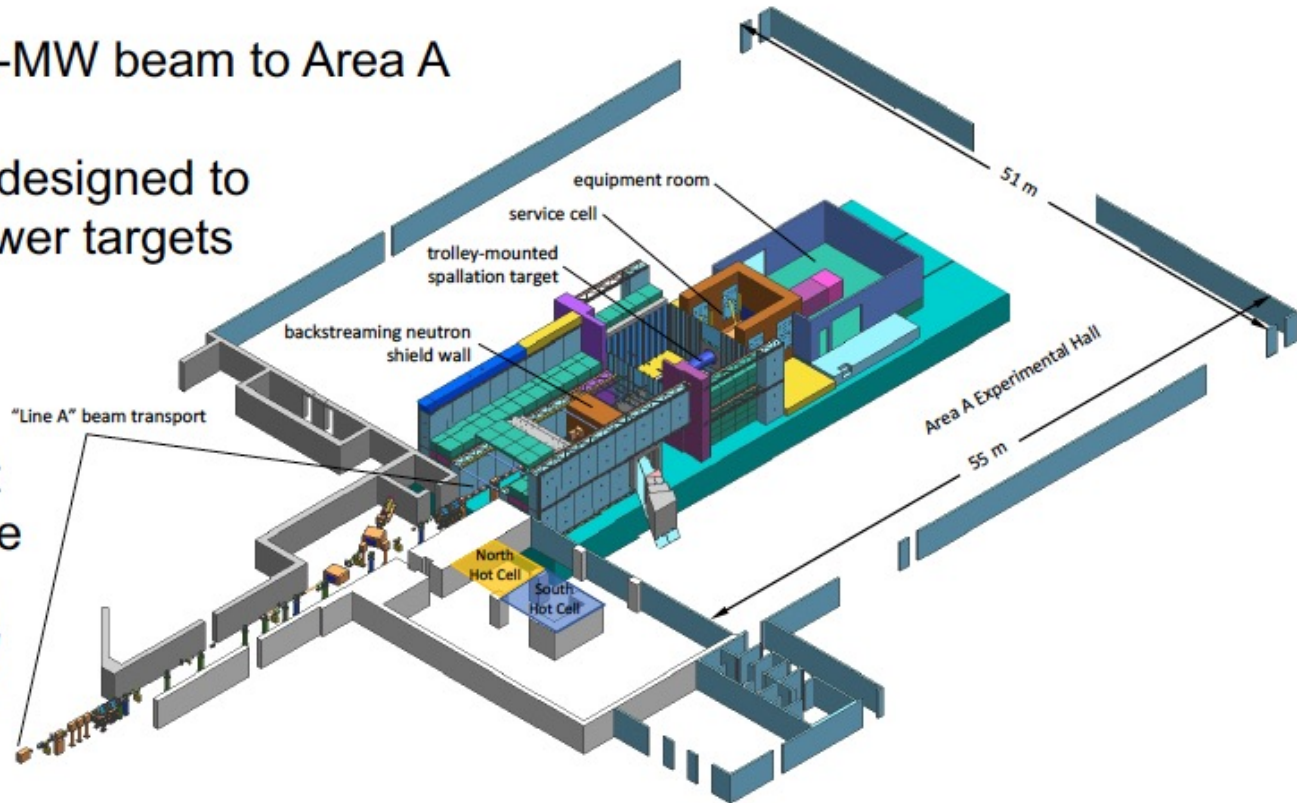 -MW beam to Area A
designed to
wer targets
e
equipment room
service cell
trolley-mounted
spallation target
backstreaming neutron
shield wall
"Line A" beam transport
North
Hot Cell
South
Hot Cell
51 m
Area A Experimental Hall
55 m